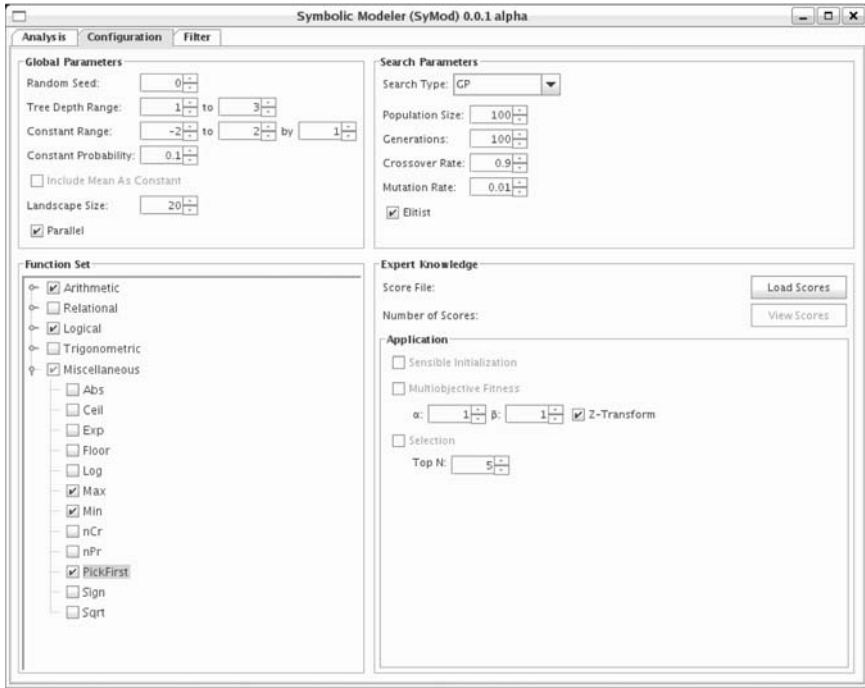 Symbolic Modeler (SyMod) 0.0.1 alpha
Analysis Configuration Filter
Global Parameters
Random Seed: 0
Tree Depth Range: 1 to 3
Constant Range: -2 to 2 by 1
Constant Probability: 0.1
Include Mean As Constant
Landscape Size: 20
Parallel
Search Parameters
Search Type: GP
Population Size: 100
Generations: 100
Crossover Rate: 0.9
Mutation Rate: 0.01
Elitist
Function Set
Arithmetic
Relational
Logical
Trigonometric
Miscellaneous
Abs
Ceil
Exp
Floor
Log
Max
Min
nCr
nPr
PickFirst
Sign
Sqrt
Expert Knowledge
Score File: Load Scores
Number of Scores: View Scores
Application
Sensible Initialization
Multiobjective Fitness
α: 1 β: 1 Z-Transform
Selection
Top N: 5